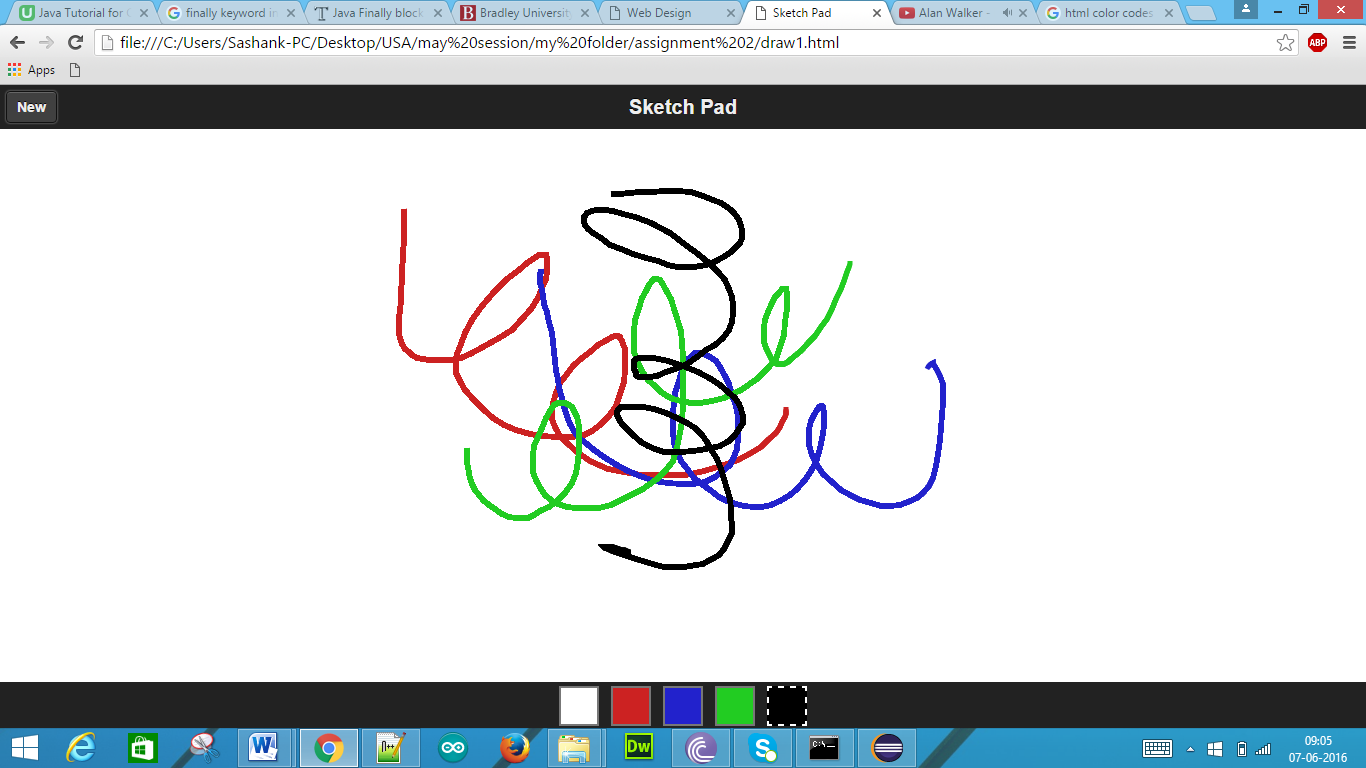 Java Tutorial for C
finally keyword in
Java Finally block
Bradley University
Web Design
Sketch Pad
Alan Walker -
html color codes
file:///C:/Users/Sashank-PC/Desktop/USA/may%20session/my%20folder/assignment%202/draw1.html
ABP
Apps
New
Sketch Pad
W
n++
Dw
S
C:\
09:05
07-06-2016